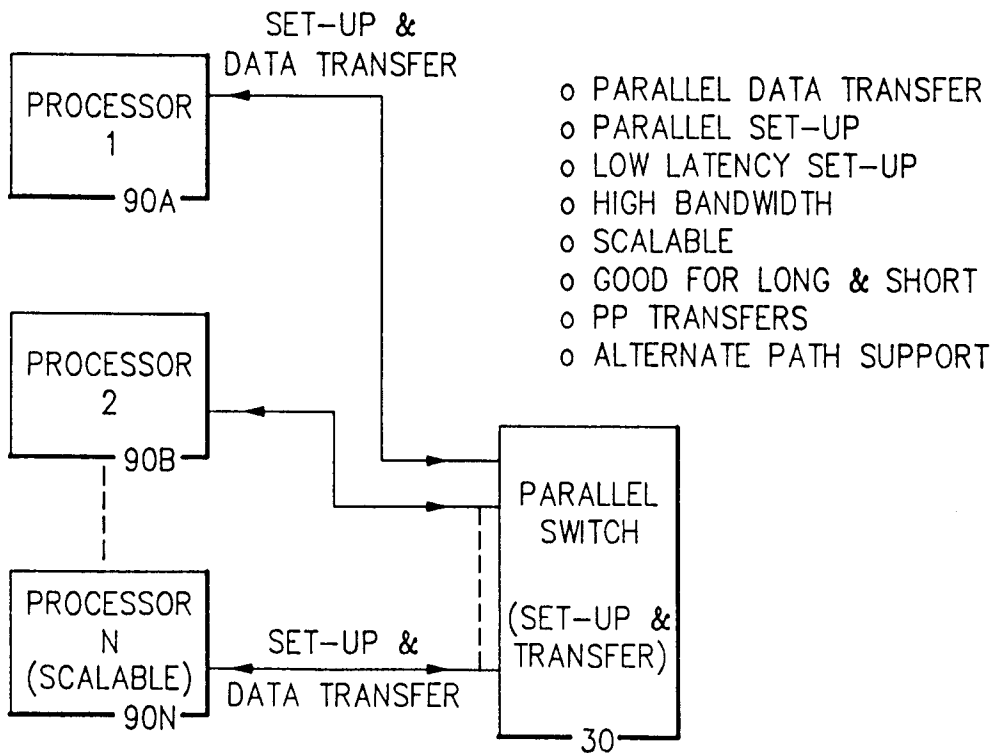 SET-UP &
DATA TRANSFER
PROCESSOR
1
90A
o PARALLEL DATA TRANSFER
o PARALLEL SET-UP
o LOW LATENCY SET-UP
o HIGH BANDWIDTH
o SCALABLE
o GOOD FOR LONG & SHORT
o PP TRANSFERS
o ALTERNATE PATH SUPPORT
PROCESSOR
2
90B
PROCESSOR
N
(SCALABLE)
90N
SET-UP &
DATA TRANSFER
PARALLEL
SWITCH
(SET-UP &
TRANSFER)
30